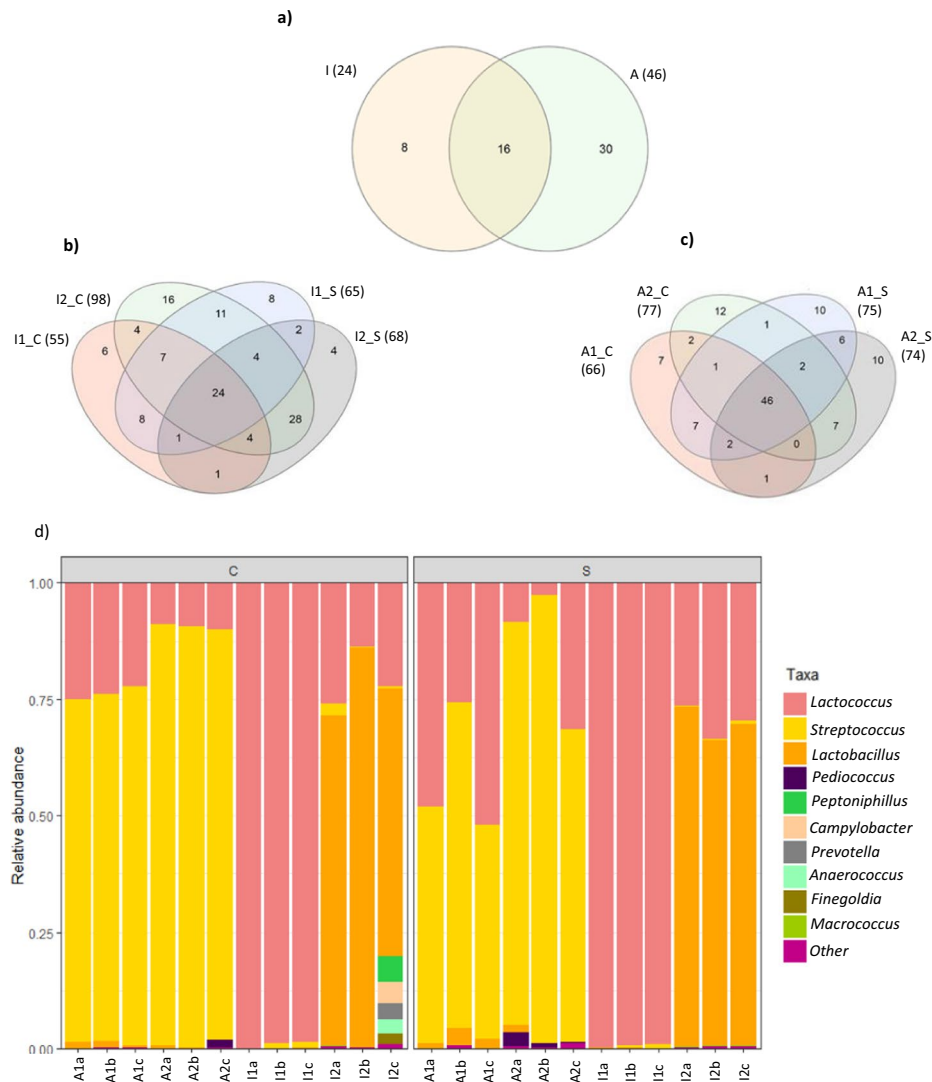 a)
I (24)
A (46)
8
16
30
b)
c)
I2_C (98)
I1_S (65)
I1_C (55)
I2_S (68)
16
8
11
4
2
6
7
4
4
24
8
28
1
4
1
A2_C
(77)
A1_S
(75)
A2_S
(74)
A1_C
(66)
12
10
1
2
6
7
1
2
10
46
7
7
2
0
1
d)
C
S
1.00
0.75
0.50
0.25
0.00
Relative abundance
A1a
A1b
A1c
A2a
A2b
A2c
I1a
I1b
I1c
I2a
I2b
I2c
A1a
A1b
A1c
A2a
A2b
A2c
I1a
I1b
I1c
I2a
I2b
I2c
Taxa
Lactococcus
Streptococcus
Lactobacillus
Pediococcus
Peptoniphillus
Campylobacter
Prevotella
Anaerococcus
Finegoldia
Macrococcus
Other